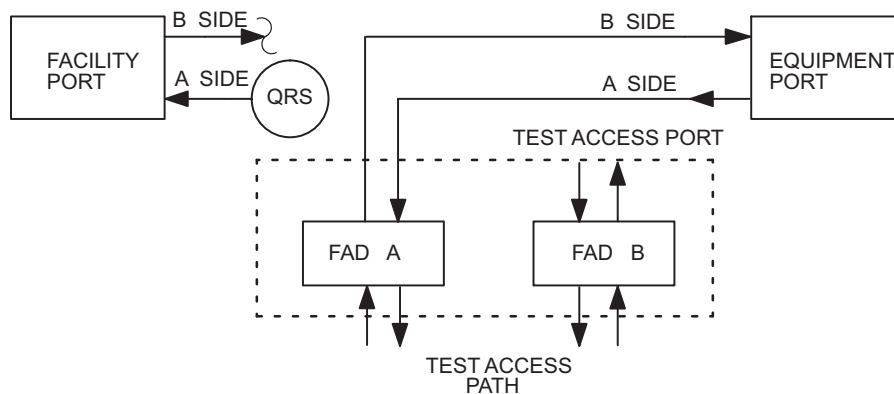 B SIDE
FACILITY
PORT
A SIDE
QRS
B SIDE
A SIDE
EQUIPMENT
PORT
TEST ACCESS PORT
FAD A
FAD B
TEST ACCESS
PATH